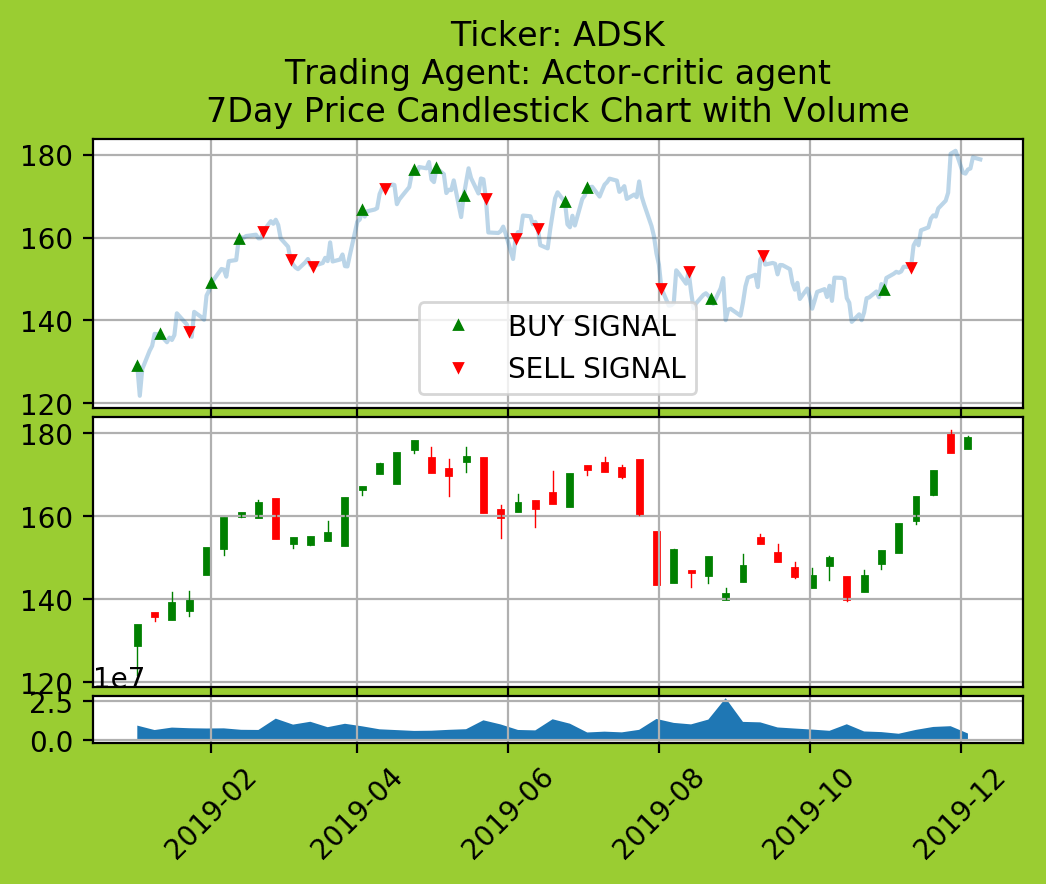 Ticker: ADSK
Trading Agent: Actor-critic agent
7Day Price Candlestick Chart with Volume
180
160
140
120
BUY SIGNAL
SELL SIGNAL
180
160
140
120
1e7
2.5
0.0
2019-02
2019-04
2019-06
2019-08
2019-10
2019-12